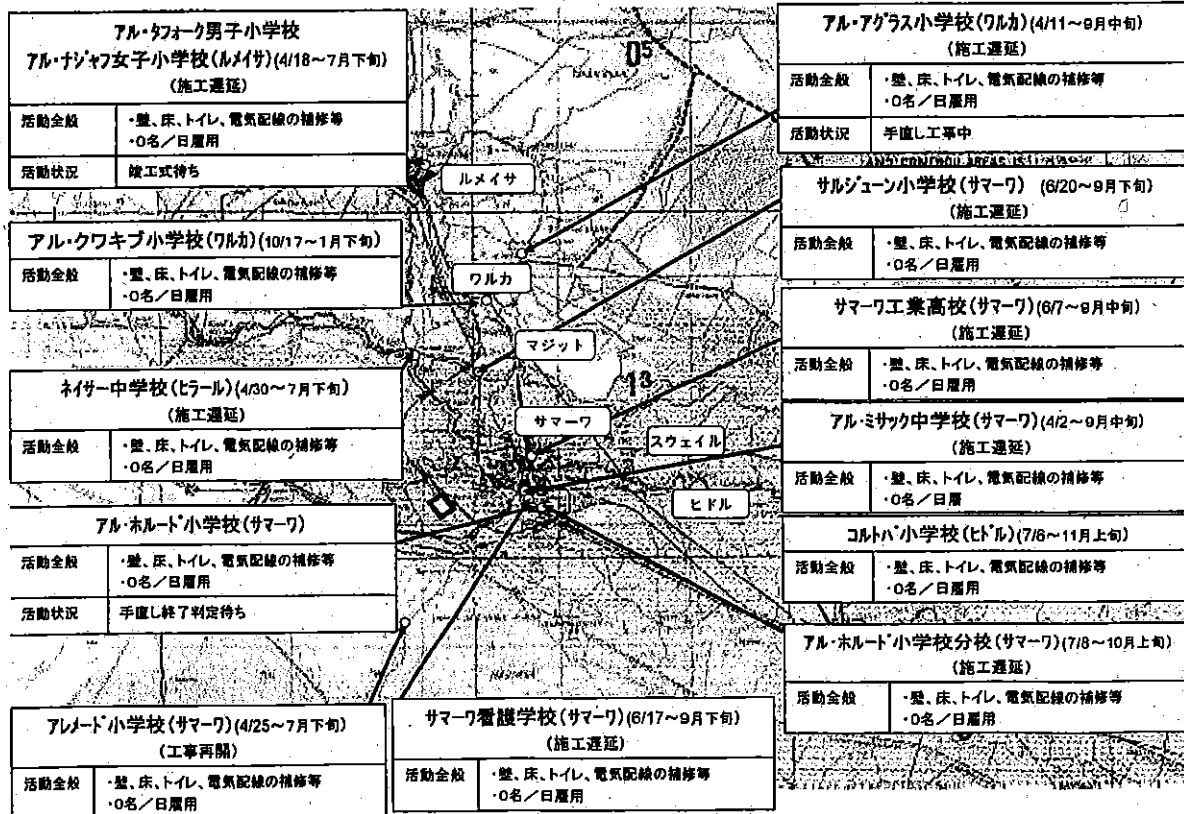 アル・タフォーク男子小学校
アル・ナジャフ女子小学校(ルメイサ)(4/18～7月下旬)
(施工遅延)
活動全般
・壁、床、トイレ、電気配線の補修等
・0名／日雇用
活動状況
竣工式待ち
アル・クワキブ小学校(ワルカ)(10/17～1月下旬)
活動全般
・壁、床、トイレ、電気配線の補修等
・0名／日雇用
ネイサー中学校(ヒラール)(4/30～7月下旬)
(施工遅延)
活動全般
・壁、床、トイレ、電気配線の補修等
・0名／日雇用
アル・ホルード小学校(サマーワ)
活動全般
・壁、床、トイレ、電気配線の補修等
・0名／日雇用
活動状況
手直し終了判定待ち
アレメード小学校(サマーワ)(4/25～7月下旬)
(工事再開)
活動全般
・壁、床、トイレ、電気配線の補修等
・0名／日雇用
サマーワ看護学校(サマーワ)(6/17～9月下旬)
(施工遅延)
活動全般
・壁、床、トイレ、電気配線の補修等
・0名／日雇用
05
ルメイサ
ワルカ
マジット
13
サマーワ
スウェイル
ヒドル
アル・アグラス小学校(ワルカ)(4/11～9月中旬)
(施工遅延)
活動全般
・壁、床、トイレ、電気配線の補修等
・0名／日雇用
活動状況
手直し工事中
サルジューン小学校(サマーワ) (6/20～9月下旬)
(施工遅延)
活動全般
・壁、床、トイレ、電気配線の補修等
・0名／日雇用
サマーワ工業高校(サマーワ)(6/7～9月中旬)
(施工遅延)
活動全般
・壁、床、トイレ、電気配線の補修等
・0名／日雇用
アル・ミサック中学校(サマーワ)(4/2～9月中旬)
(施工遅延)
活動全般
・壁、床、トイレ、電気配線の補修等
・0名／日雇
コルトバ小学校(ヒドル)(7/6～11月上旬)
活動全般
・壁、床、トイレ、電気配線の補修等
・0名／日雇用
アル・ホルード小学校分校(サマーワ)(7/8～10月上旬)
(施工遅延)
活動全般
・壁、床、トイレ、電気配線の補修等
・0名／日雇用